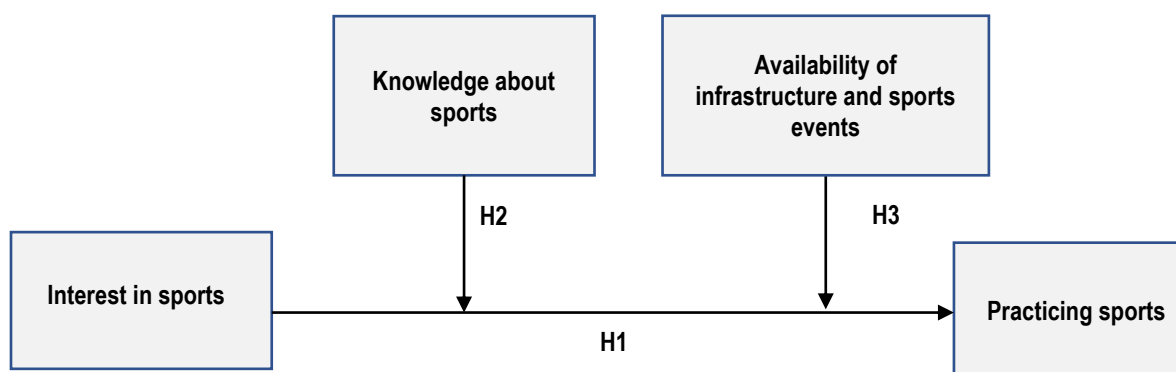 Knowledge about
sports
Availability of
infrastructure and sports
events
H2
H3
Interest in sports
Practicing sports
H1